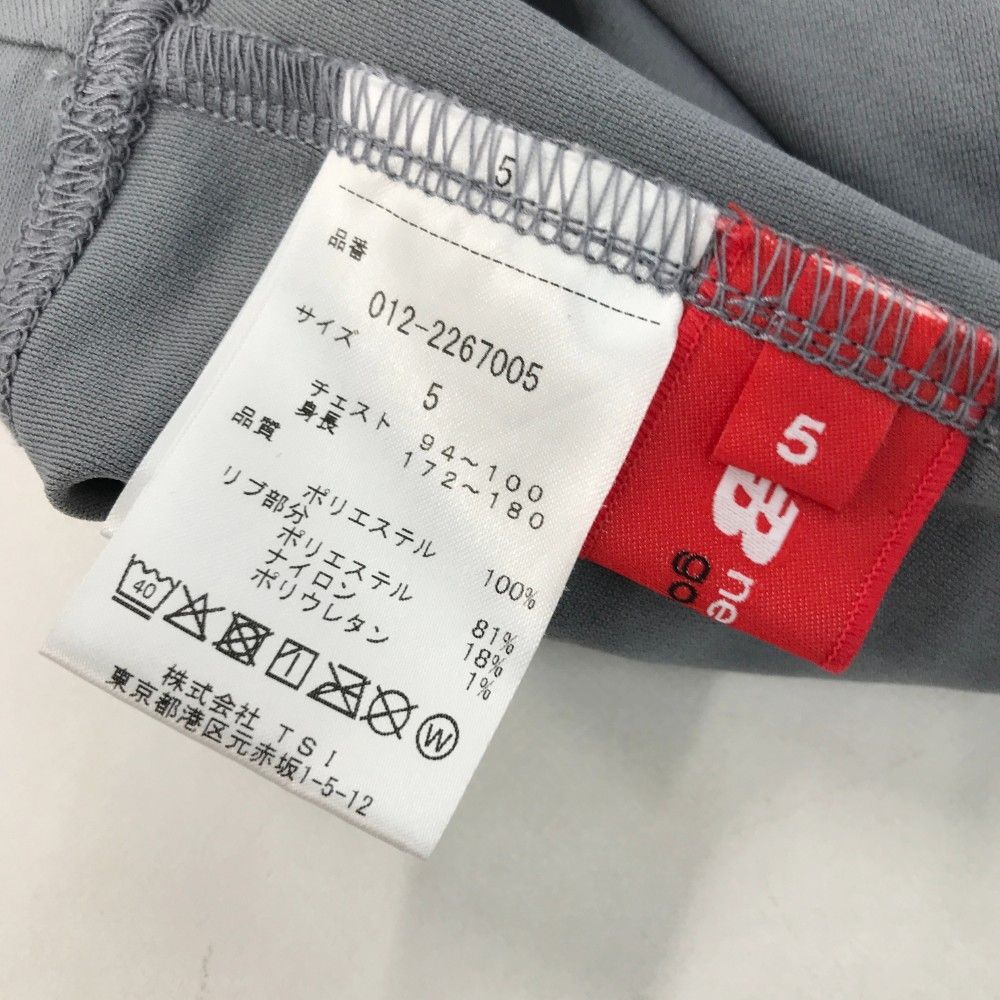 5
品番
012-2267005
サイズ
5
チェスト 94～100
身長 172～180
品質
ポリエステル 100%
リブ部分
ポリエステル 81%
ナイロン 18%
ポリウレタン 1%
40
W
株式会社 TSI
東京都港区元赤坂1-5-12
5
ne
go